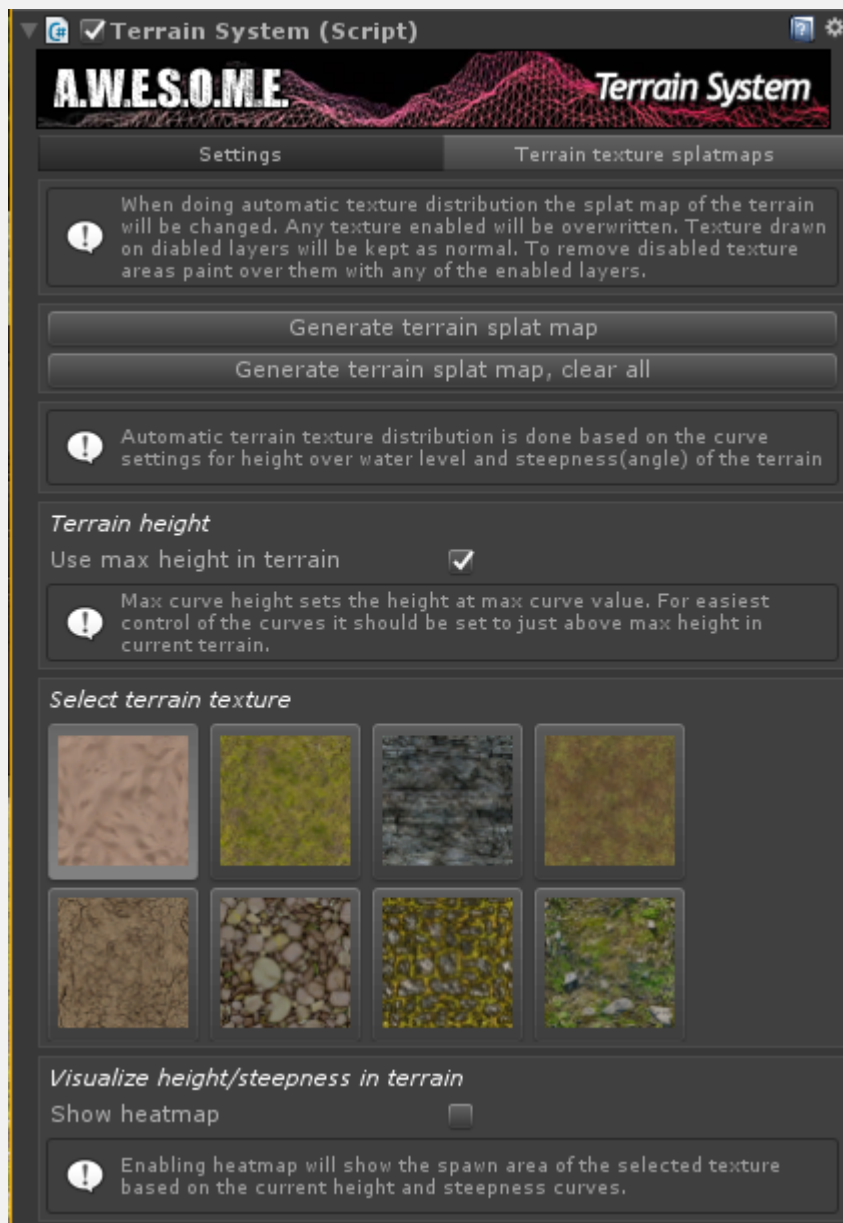 Terrain System (Script)
A.W.E.S.O.M.E.
Terrain System
Settings
Terrain texture splatmaps
When doing automatic texture distribution the splat map of the terrain
will be changed. Any texture enabled will be overwritten. Texture drawn
on diabled layers will be kept as normal. To remove disabled texture
areas paint over them with any of the enabled layers.
Generate terrain splat map
Generate terrain splat map, clear all
Automatic terrain texture distribution is done based on the curve
settings for height over water level and steepness(angle) of the terrain
Terrain height
Use max height in terrain
Max curve height sets the height at max curve value. For easiest
control of the curves it should be set to just above max height in
current terrain.
Select terrain texture
Visualize height/steepness in terrain
Show heatmap
Enabling heatmap will show the spawn area of the selected texture
based on the current height and steepness curves.